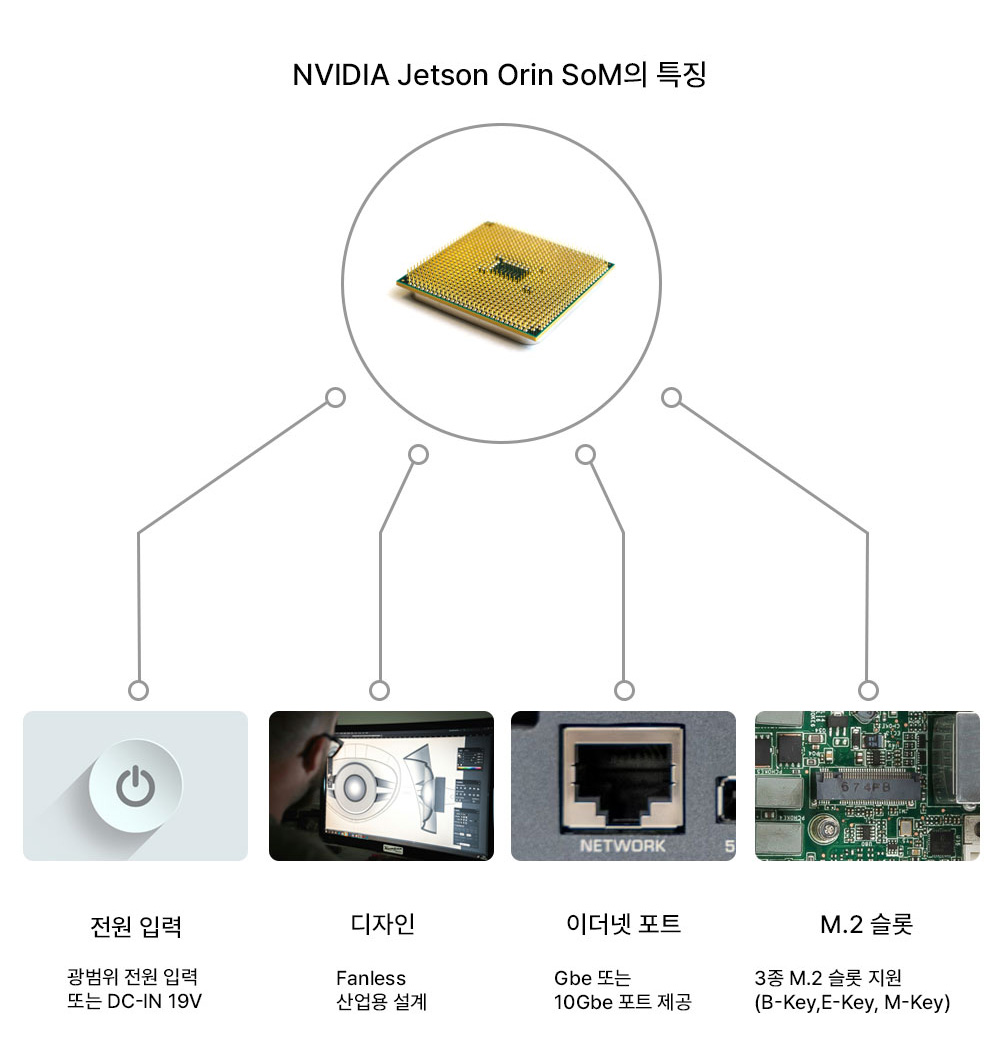 NVIDIA Jetson Orin SoM의 특징
NETWORK
5
674PB
전원 입력
디자인
이더넷 포트
M.2 슬롯
광범위 전원 입력
또는 DC-IN 19V
Fanless
산업용 설계
Gbe 또는
10Gbe 포트 제공
3종 M.2 슬롯 지원
(B-Key,E-Key, M-Key)